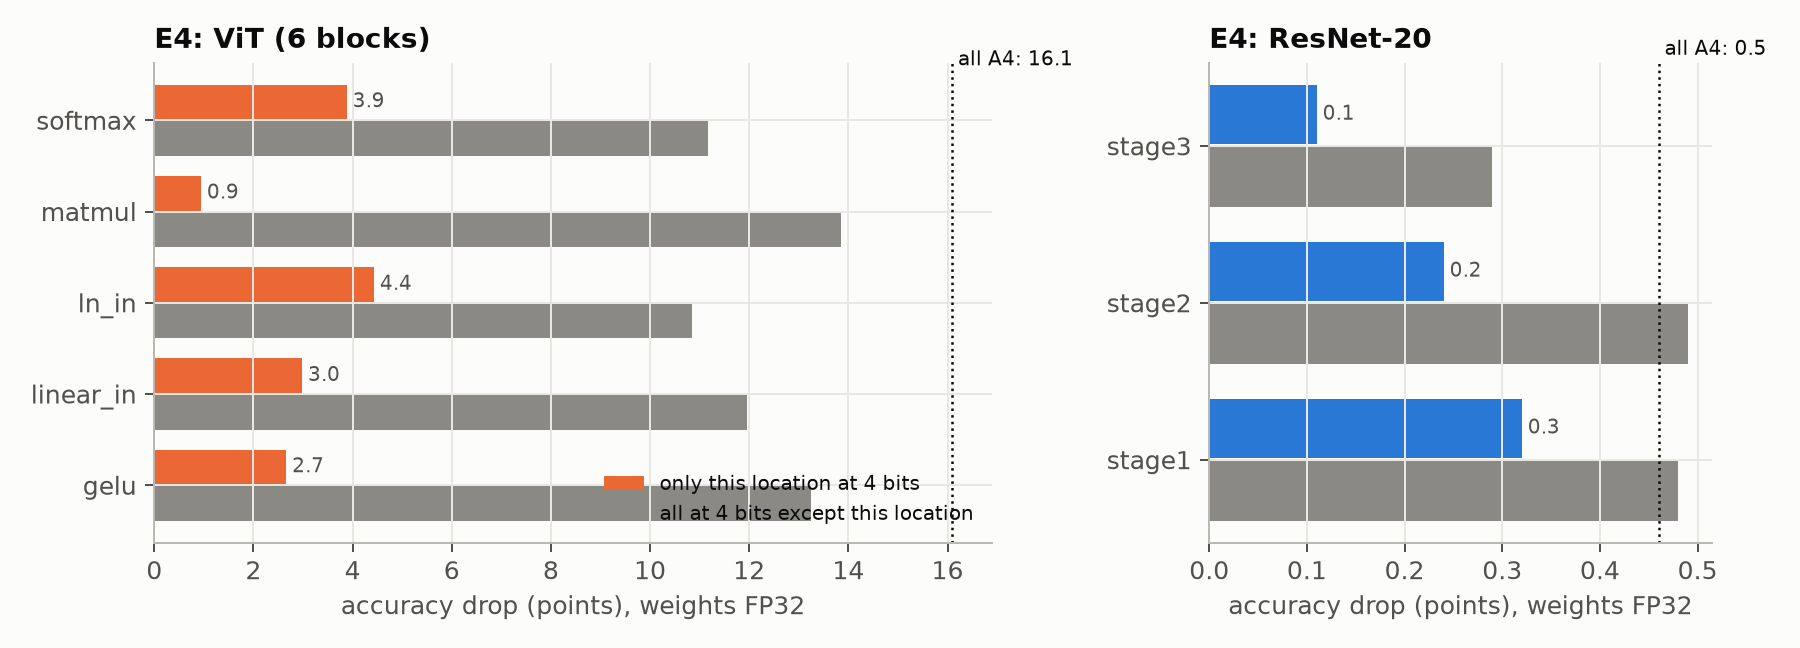 E4: ViT (6 blocks)
all A4: 16.1
softmax
3.9
matmul
0.9
ln_in
4.4
linear_in
3.0
gelu
2.7
only this location at 4 bits
all at 4 bits except this location
0 2 4 6 8 10 12 14 16
accuracy drop (points), weights FP32
E4: ResNet-20
all A4: 0.5
stage3
0.1
stage2
0.2
stage1
0.3
0.0 0.1 0.2 0.3 0.4 0.5
accuracy drop (points), weights FP32